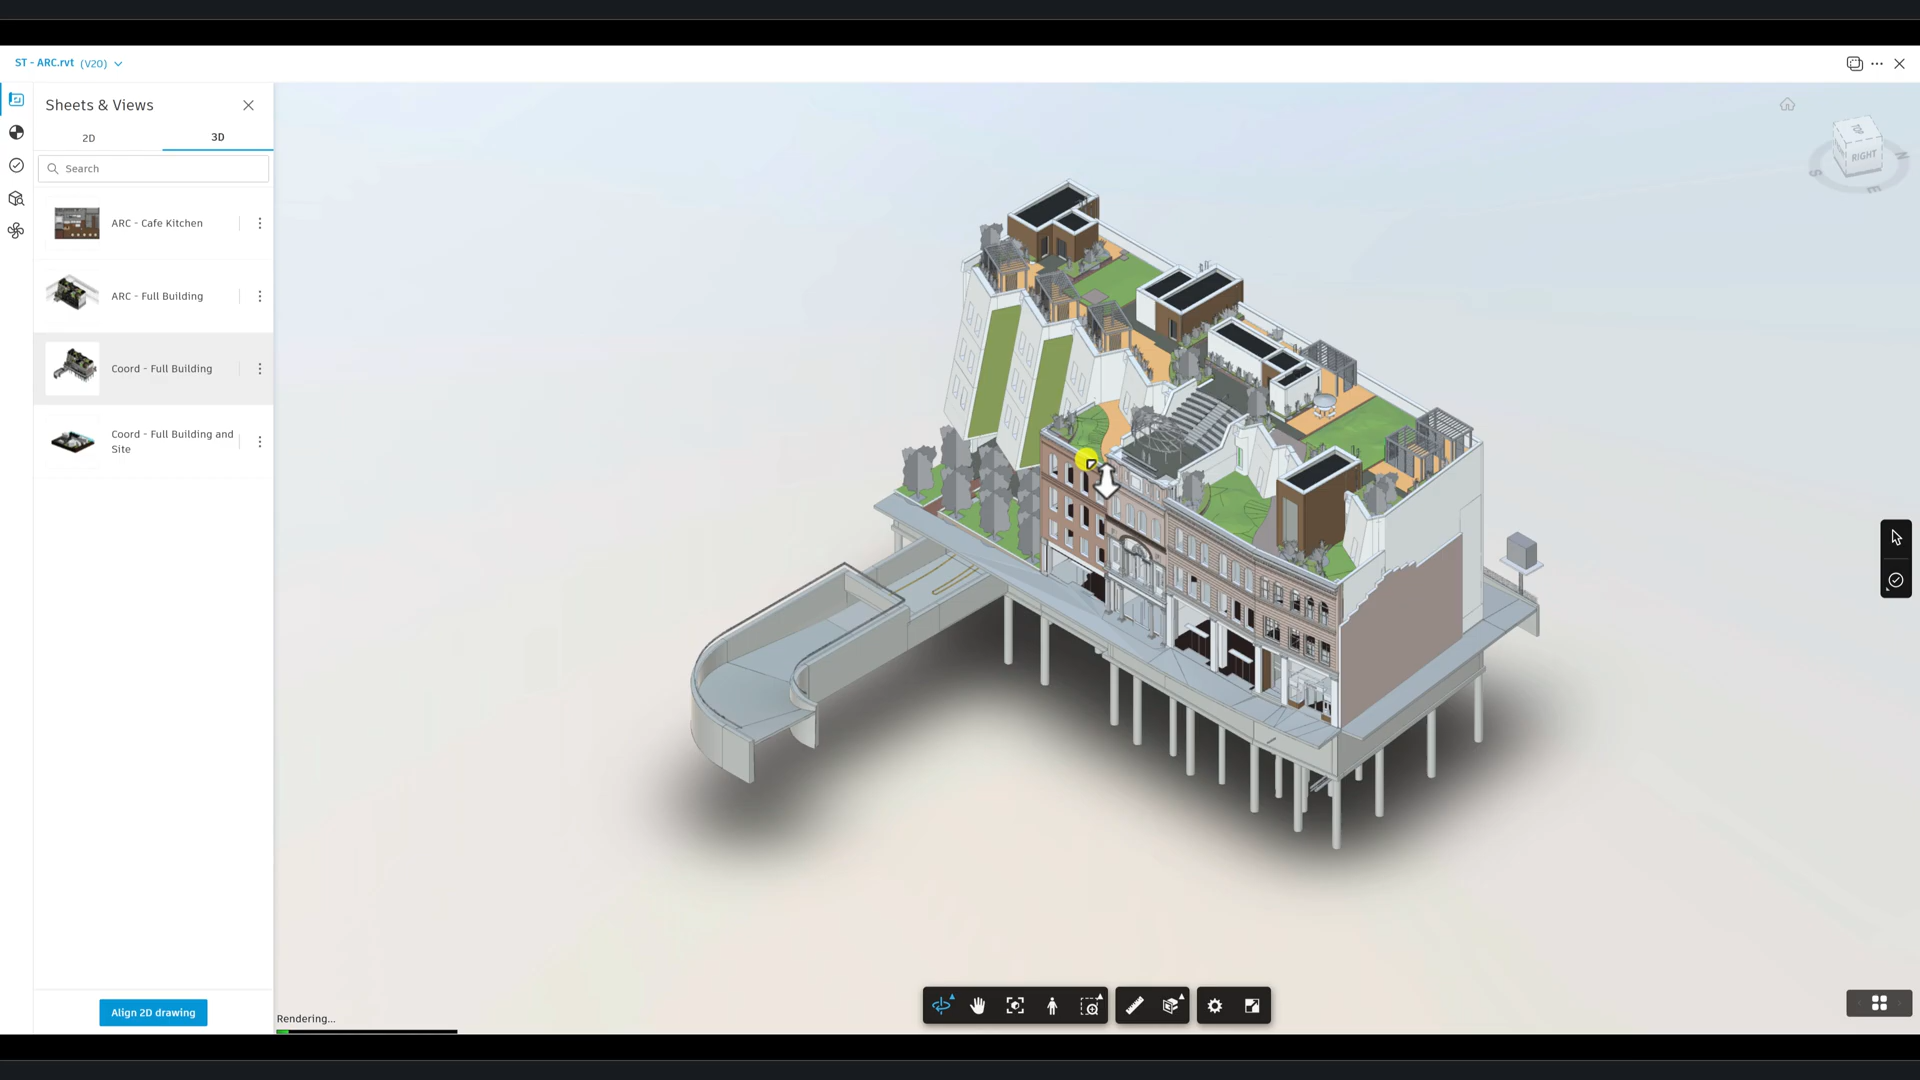 ST - ARC.rvt (V20)
Sheets & Views
2D
3D
Search
ARC - Cafe Kitchen
ARC - Full Building
Coord - Full Building
Coord - Full Building and
Site
Align 2D drawing
Rendering...
TOP
RIGHT
N
S
E